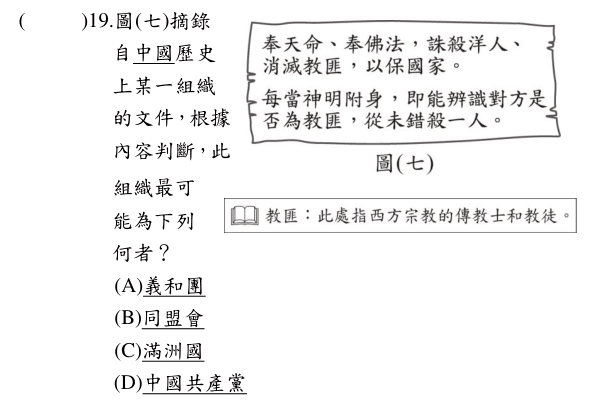 (　　)19.圖(七)摘錄
自中國歷史
上某一組織
的文件，根據
內容判斷，此
組織最可
能為下列
何者？
奉天命、奉佛法，誅殺洋人、
消滅教匪，以保國家。
每當神明附身，即能辨識對方是
否為教匪，從未錯殺一人。
圖(七)
教匪：此處指西方宗教的傳教士和教徒。
(A)義和團
(B)同盟會
(C)滿洲國
(D)中國共產黨